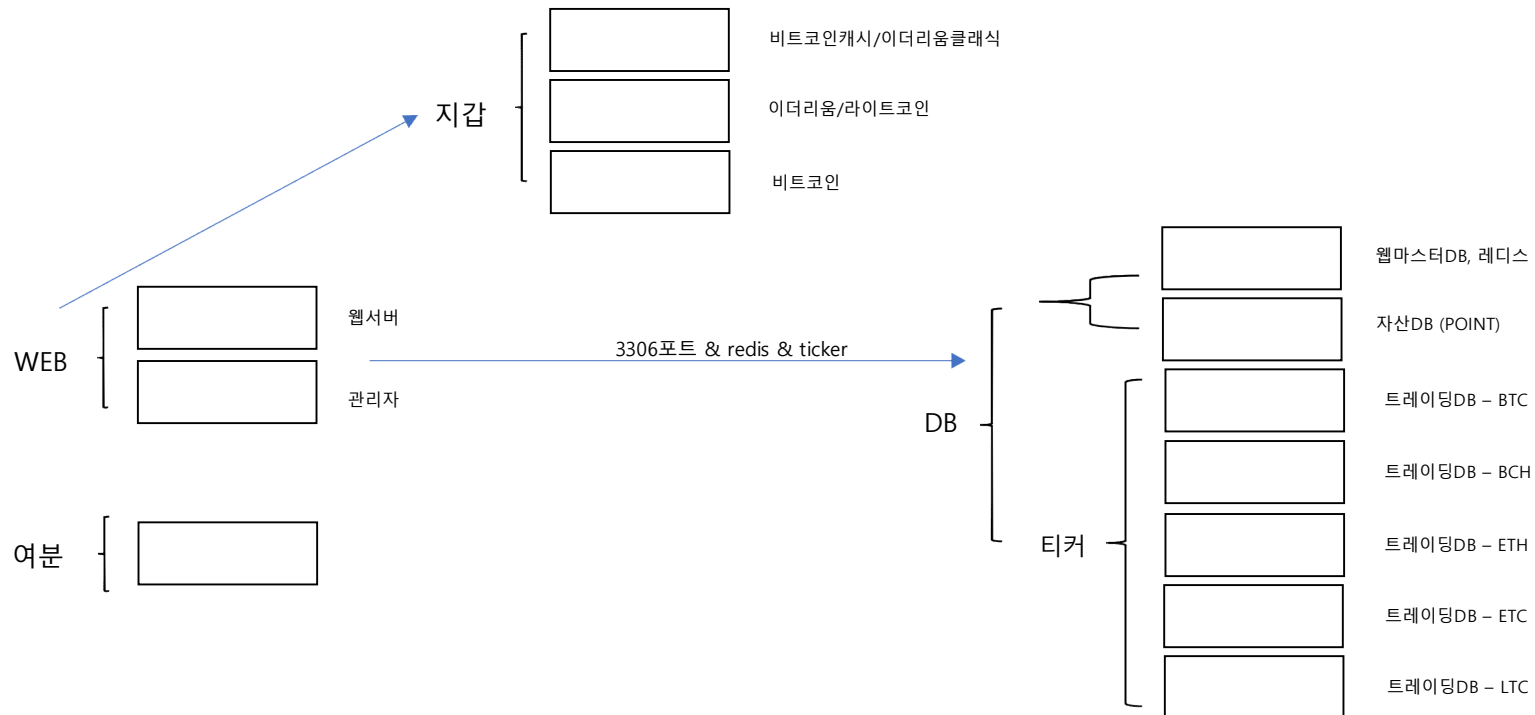 비트코인캐시/이더리움클래식
지갑
이더리움/라이트코인
비트코인
웹마스터DB, 레디스
웹서버
자산DB (POINT)
WEB
3306포트 & redis & ticker
관리자
DB
트레이딩DB – BTC
트레이딩DB – BCH
여분
티커
트레이딩DB – ETH
트레이딩DB – ETC
트레이딩DB – LTC